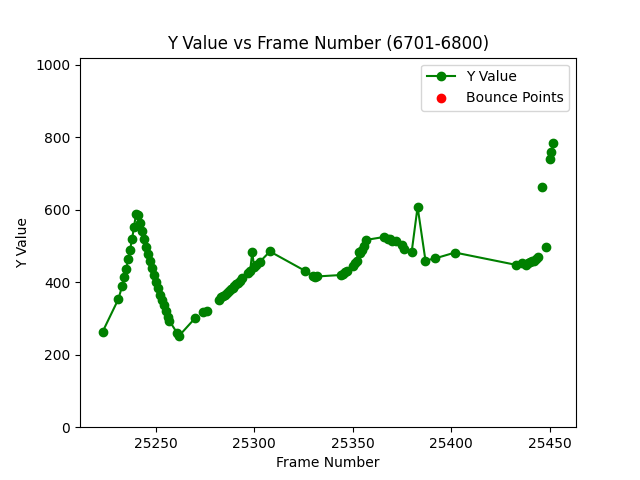 Y Value vs Frame Number (6701-6800)
Y Value
Bounce Points
1000
800
600
400
200
0
Y Value
25250
25300
25350
25400
25450
Frame Number